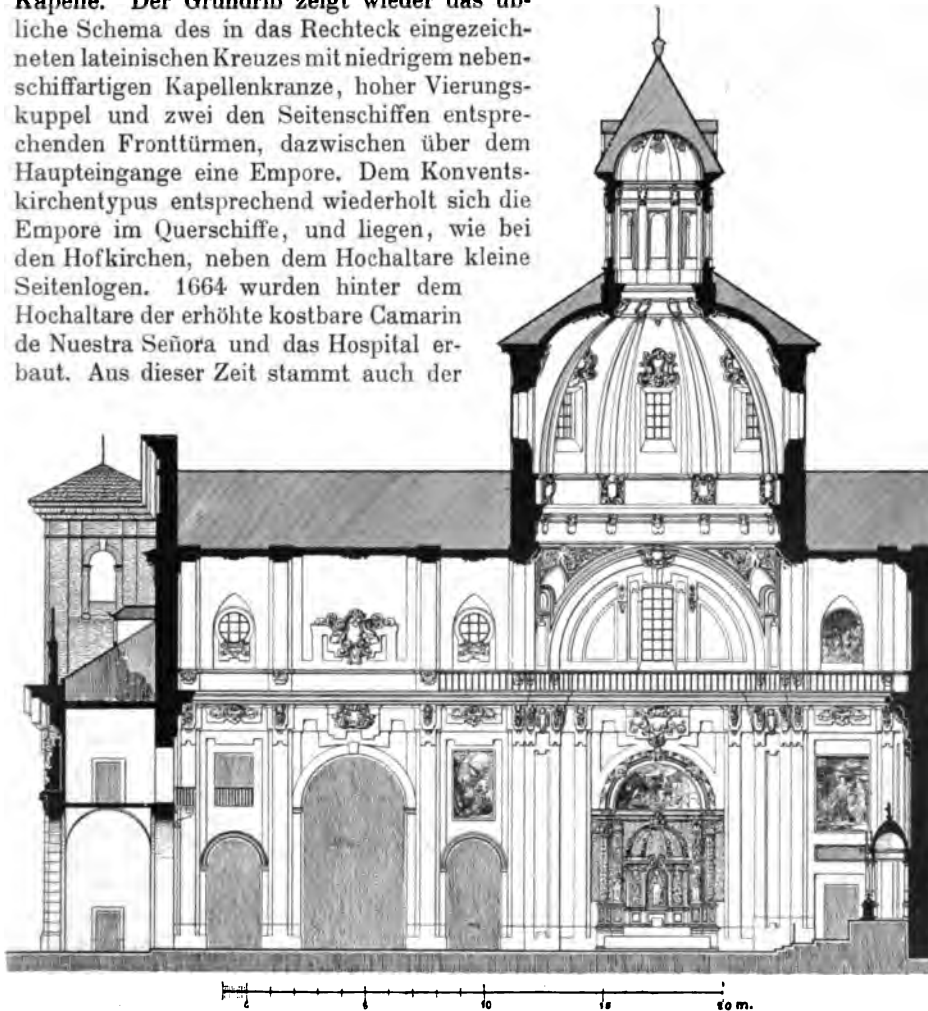 Kapelle. Der Grundriß zeigt wieder das üb-
liche Schema des in das Rechteck eingezeich-
neten lateinischen Kreuzes mit niedrigem neben-
schiffartigen Kapellenkranze, hoher Vierungs-
kuppel und zwei den Seitenschiffen entspre-
chenden Fronttürmen, dazwischen über dem
Haupteingange eine Empore. Dem Konvents-
kirchentypus entsprechend wiederholt sich die
Empore im Querschiffe, und liegen, wie bei
den Hofkirchen, neben dem Hochaltare kleine
Seitenlogen. 1664 wurden hinter dem
Hochaltare der erhöhte kostbare Camarin
de Nuestra Señora und das Hospital er-
baut. Aus dieser Zeit stammt auch der
10 15 20 m.